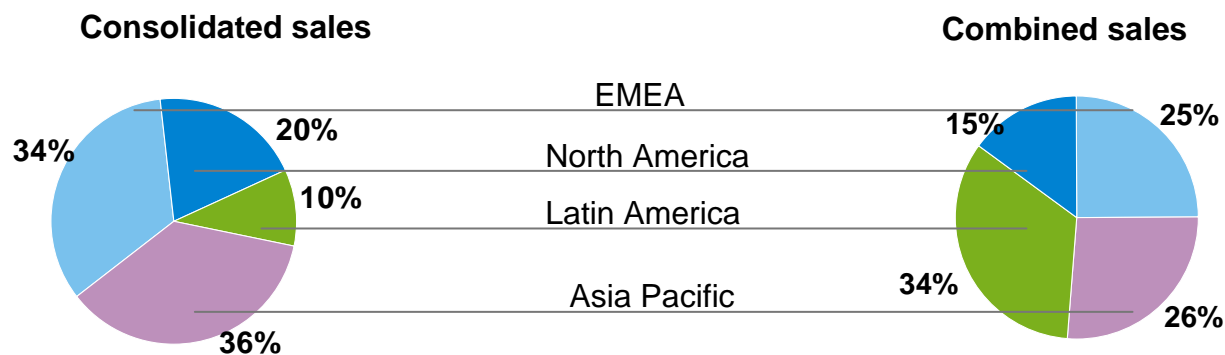 Consolidated sales
Combined sales
EMEA
20%
15%
25%
34%
North America
10%
Latin America
34%
Asia Pacific
36%
26%